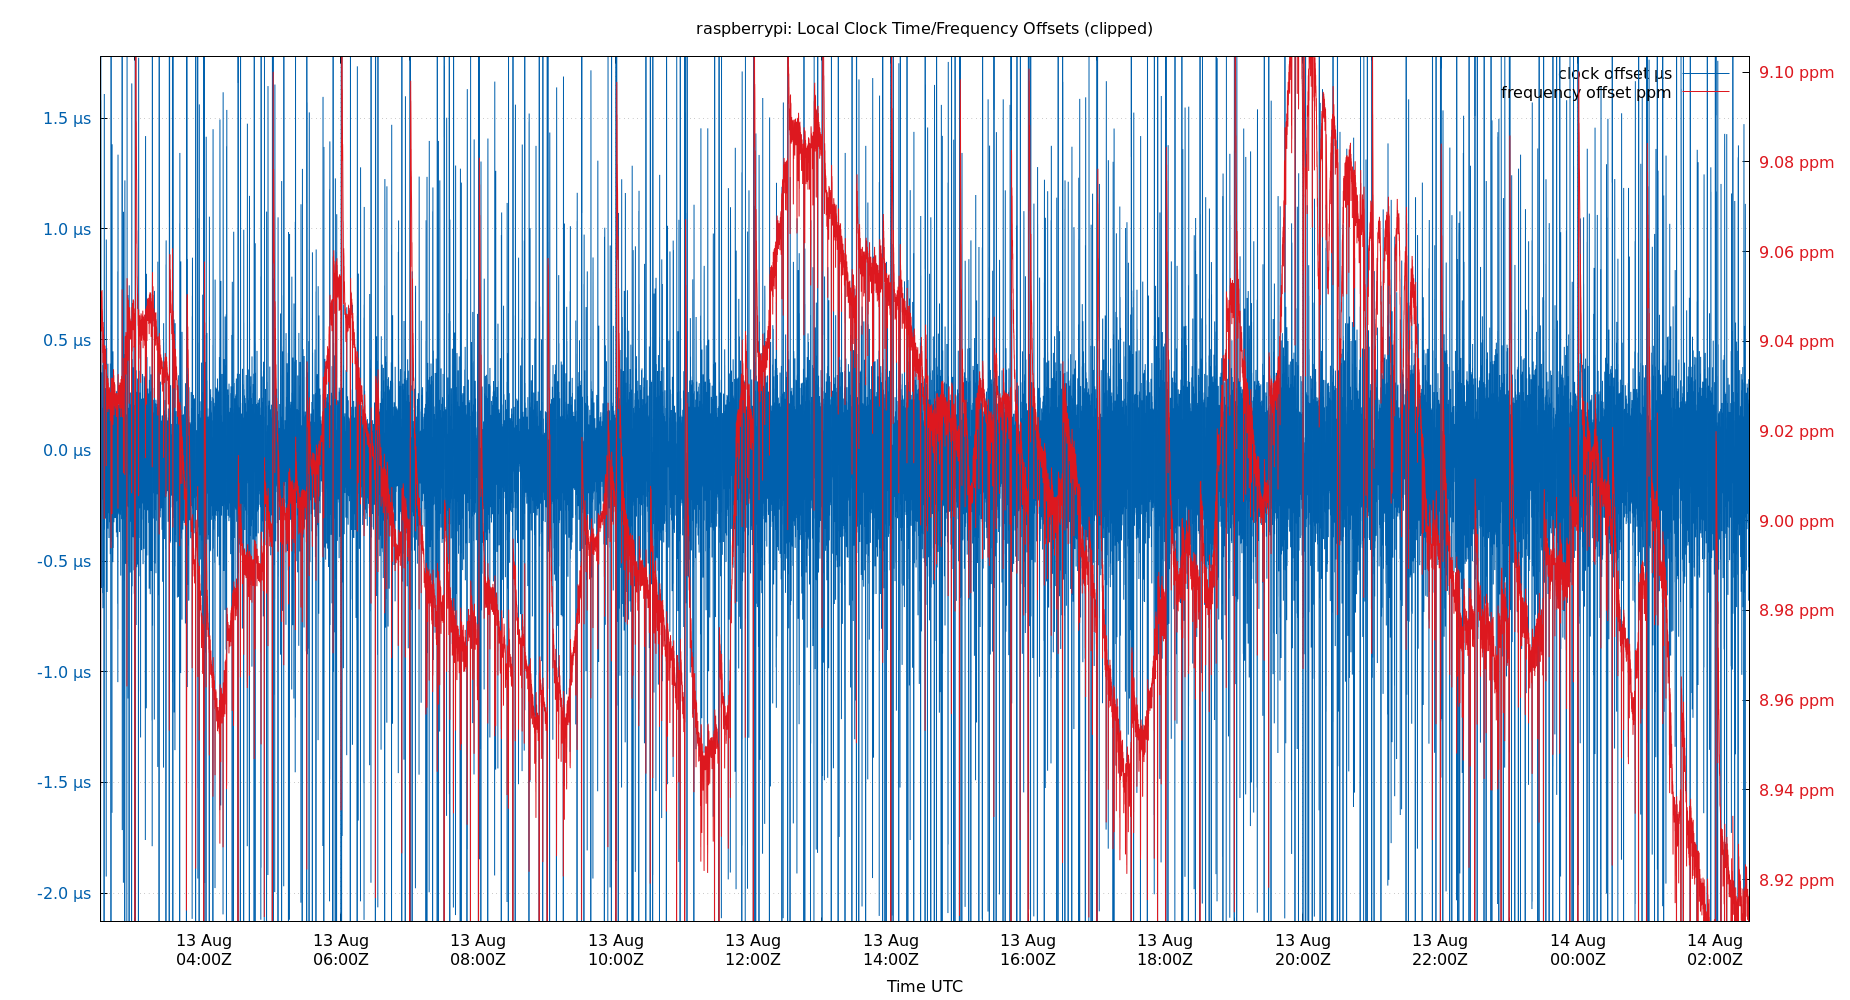 raspberrypi: Local Clock Time/Frequency Offsets (clipped)
clock offset µs
frequency offset ppm
1.5 µs
1.0 µs
0.5 µs
0.0 µs
-0.5 µs
-1.0 µs
-1.5 µs
-2.0 µs
9.10 ppm
9.08 ppm
9.06 ppm
9.04 ppm
9.02 ppm
9.00 ppm
8.98 ppm
8.96 ppm
8.94 ppm
8.92 ppm
13 Aug
04:00Z
13 Aug
06:00Z
13 Aug
08:00Z
13 Aug
10:00Z
13 Aug
12:00Z
13 Aug
14:00Z
13 Aug
16:00Z
13 Aug
18:00Z
13 Aug
20:00Z
13 Aug
22:00Z
14 Aug
00:00Z
14 Aug
02:00Z
Time UTC